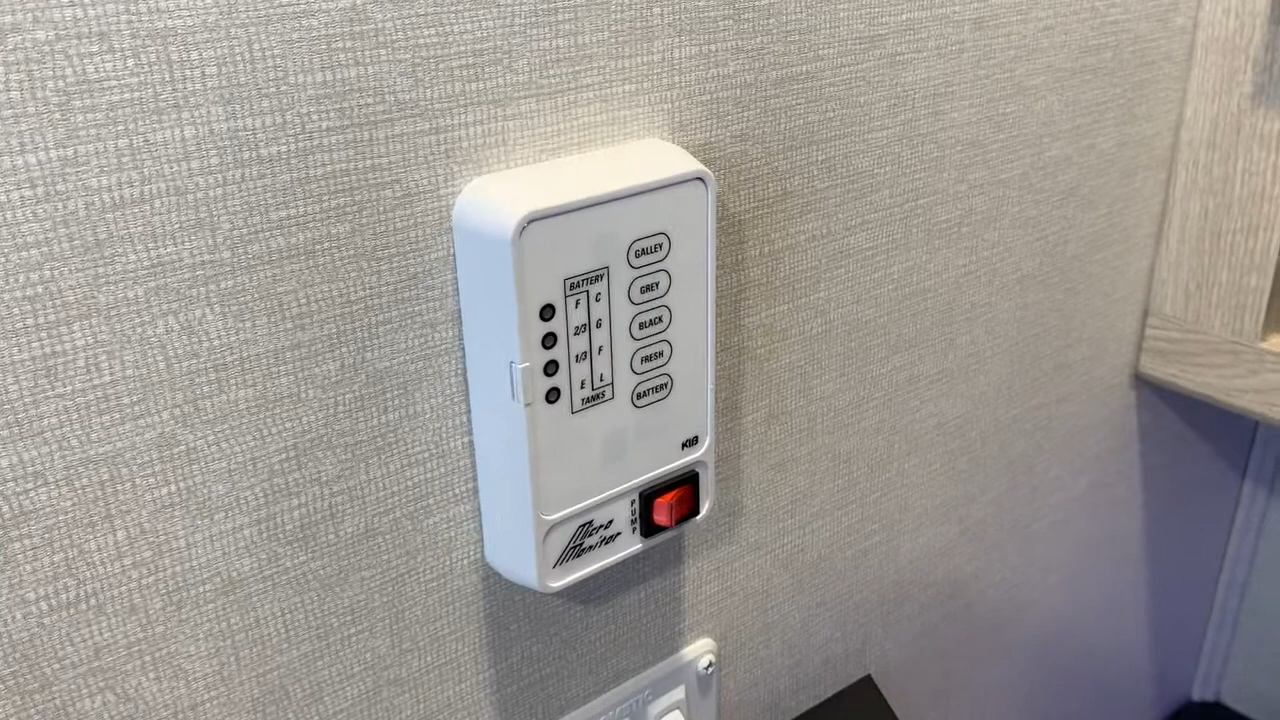 GALLEY
GREY
BLACK
FRESH
BATTERY
BATTERY
F C
2/3 G
1/3 F
E L
TANKS
KIB
PUMP
Micro
Monitor